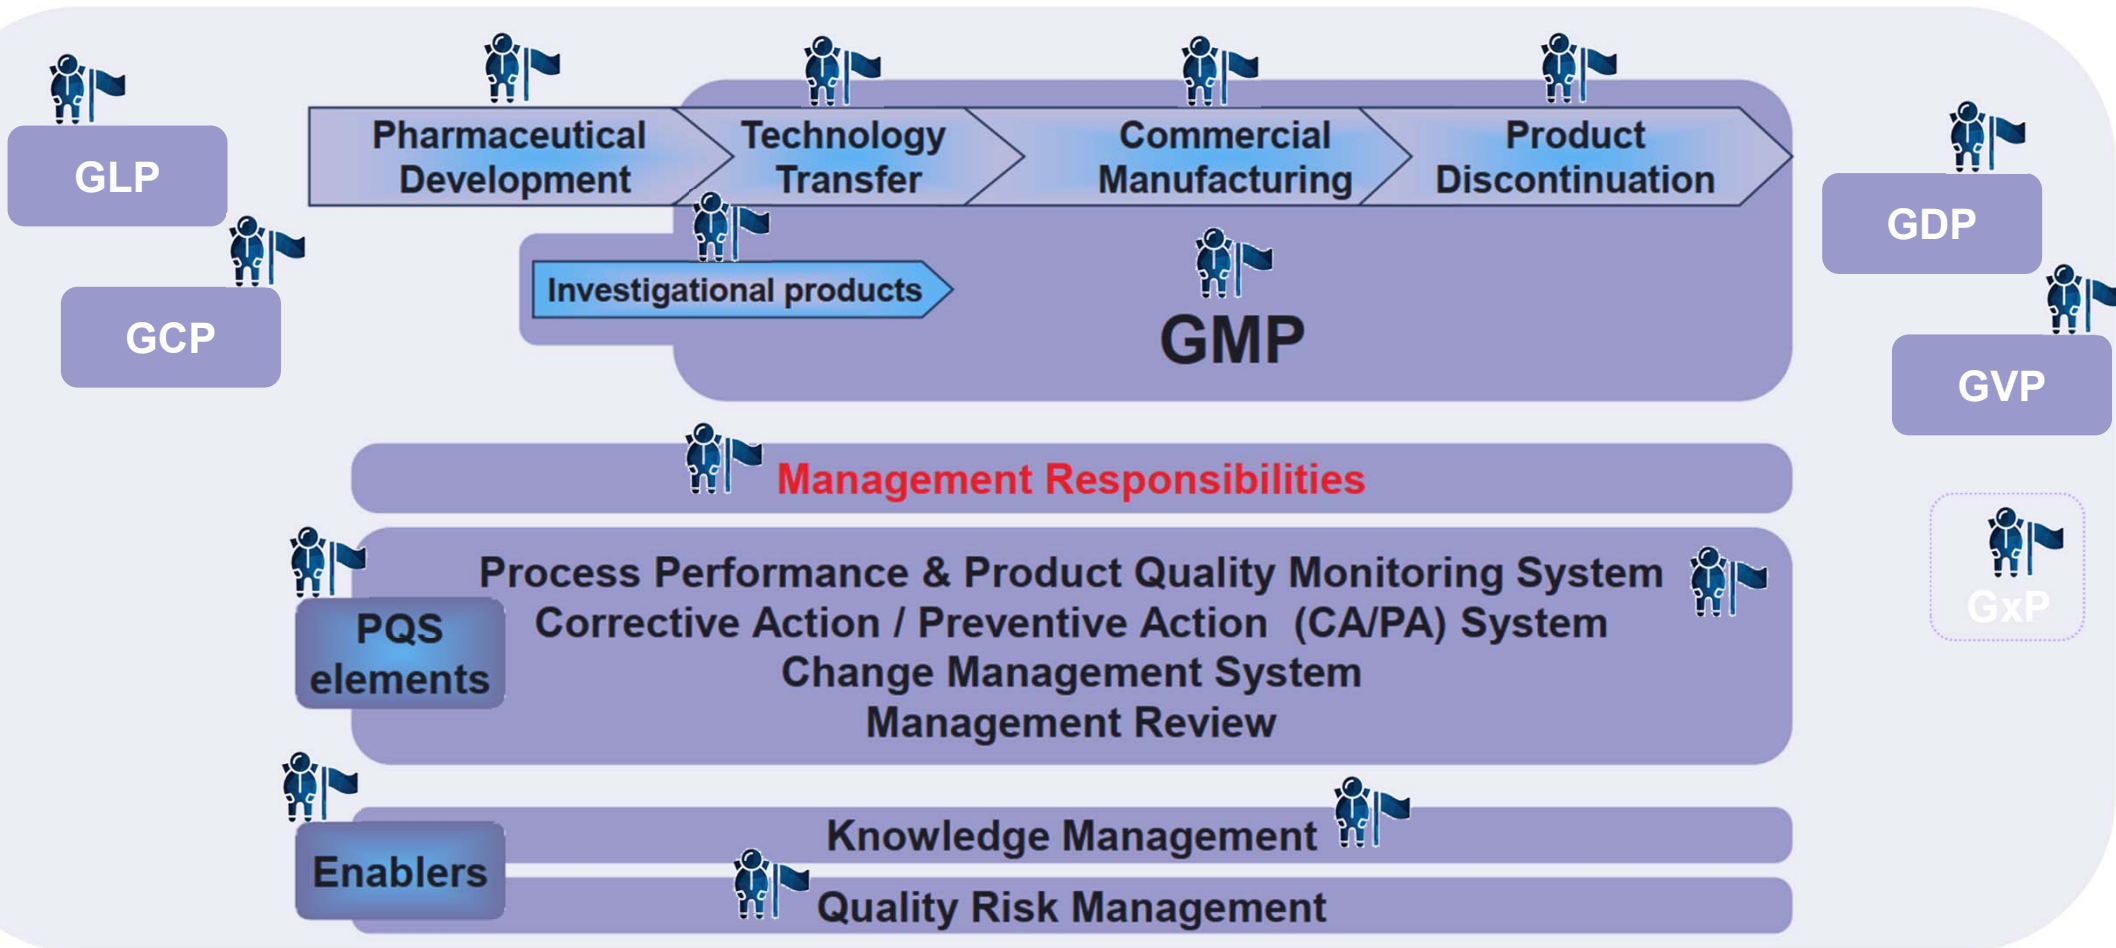 GLP
GCP
Pharmaceutical
Development
Technology
Transfer
Commercial
Manufacturing
Product
Discontinuation
Investigational products
GMP
GDP
GVP
GxP
Management Responsibilities
PQS
elements
Process Performance & Product Quality Monitoring System
Corrective Action / Preventive Action  (CA/PA) System
Change Management System
Management Review
Enablers
Knowledge Management
Quality Risk Management